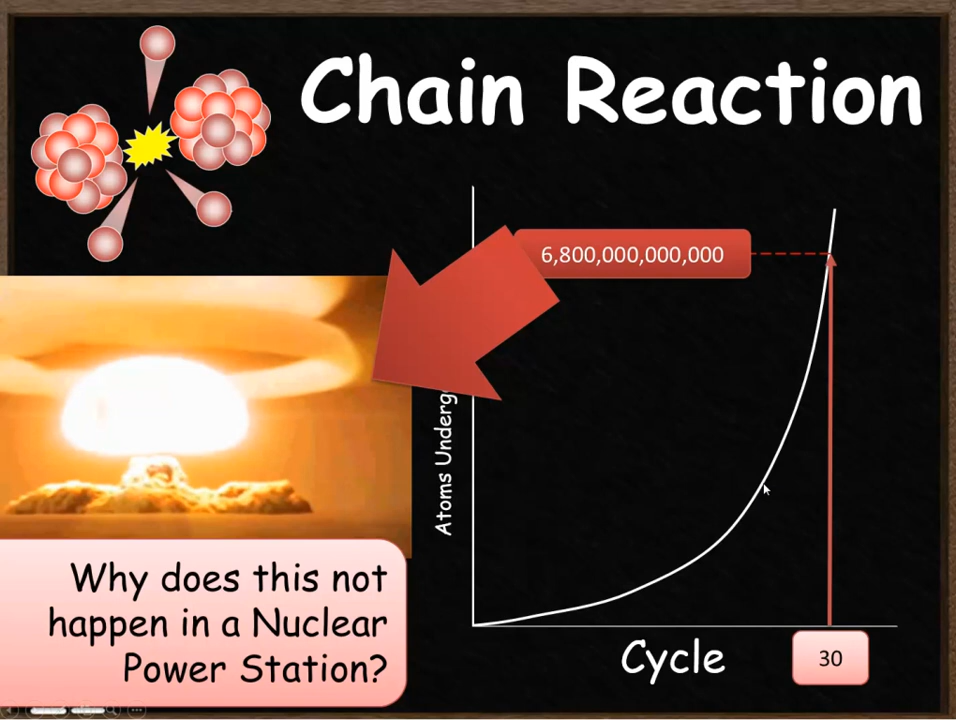 Chain Reaction
6,800,000,000,000
Atoms
Why does this not
happen in a Nuclear
Power Station?
Cycle
30